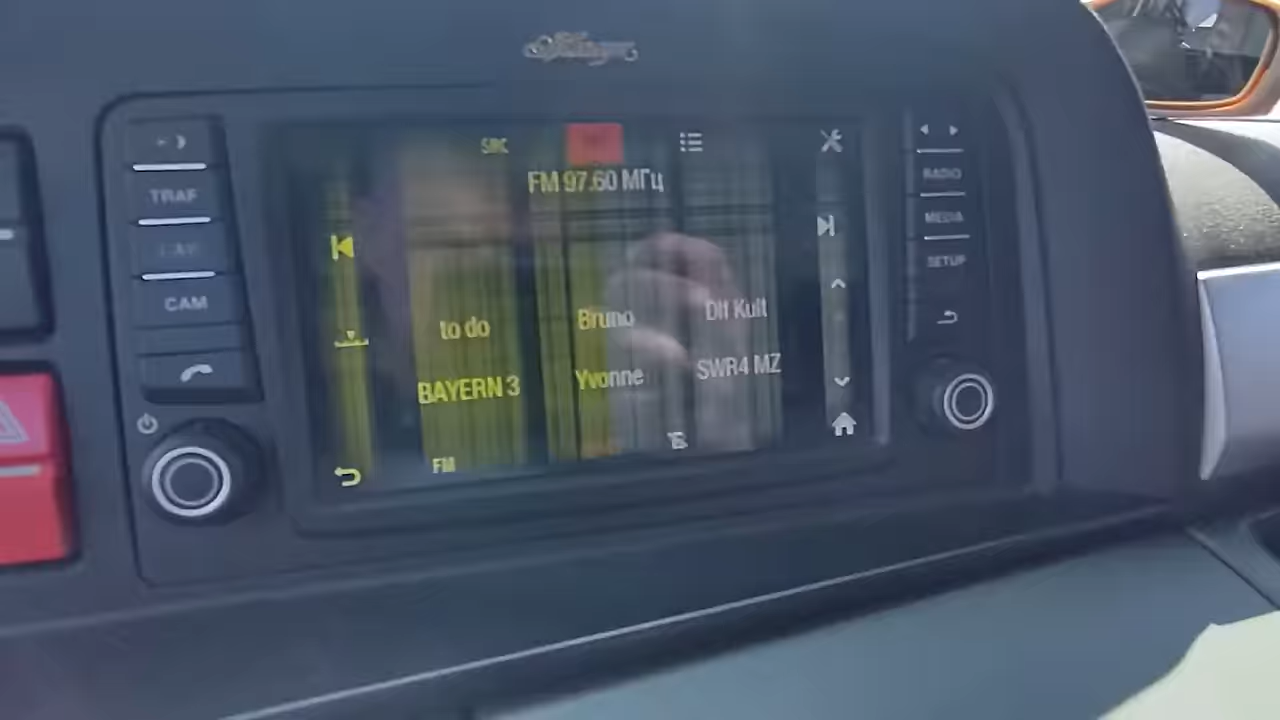 SRC
FM 97.60 МГц
TRAF
CAM
RADIO
MEDIA
SETUP
to do
Bruno
Dlf Kult
BAYERN 3
Yvonne
SWR4 MZ
FM